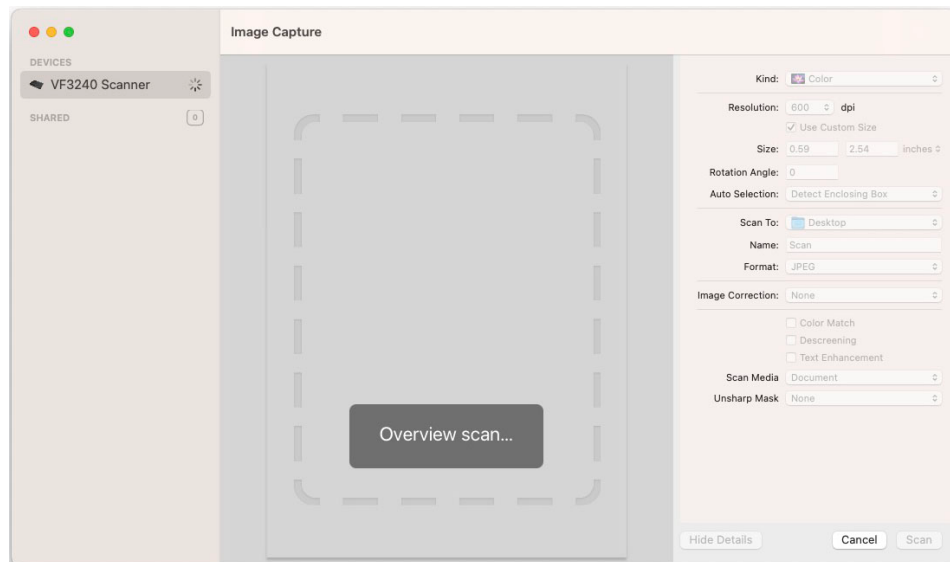 Image Capture
DEVICES
VF3240 Scanner
SHARED
0
Overview scan...
Kind: Color
Resolution: 600 dpi
Use Custom Size
Size: 0.59 2.54 inches
Rotation Angle: 0
Auto Selection: Detect Enclosing Box
Scan To: Desktop
Name: Scan
Format: JPEG
Image Correction: None
Color Match
Descreening
Text Enhancement
Scan Media Document
Unsharp Mask None
Hide Details Cancel Scan